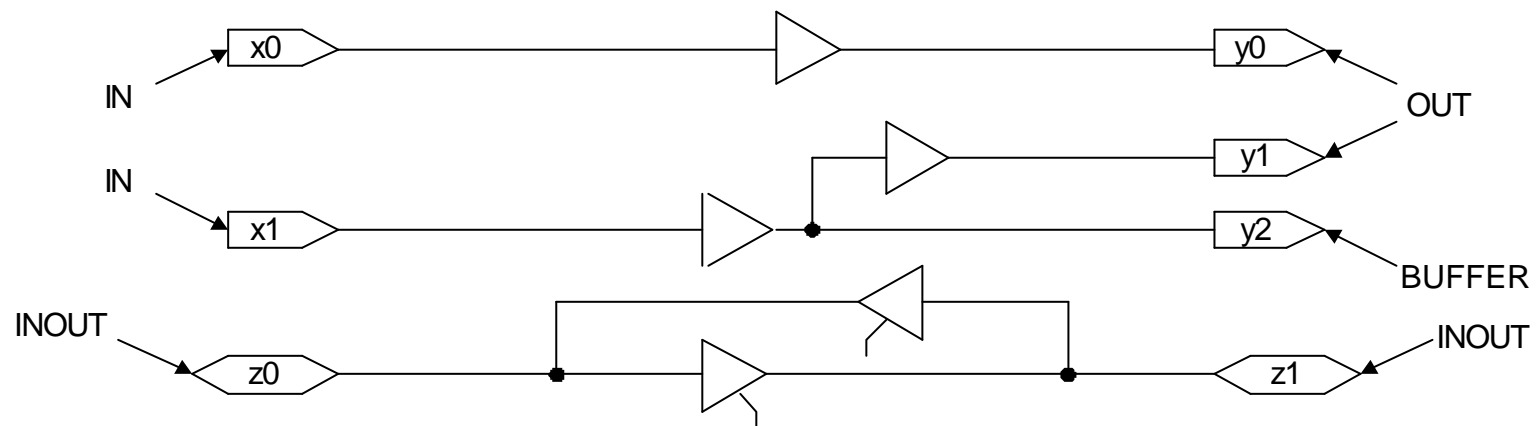 x0
y0
IN
OUT
y1
IN
x1
y2
BUFFER
INOUT
INOUT
z0
z1